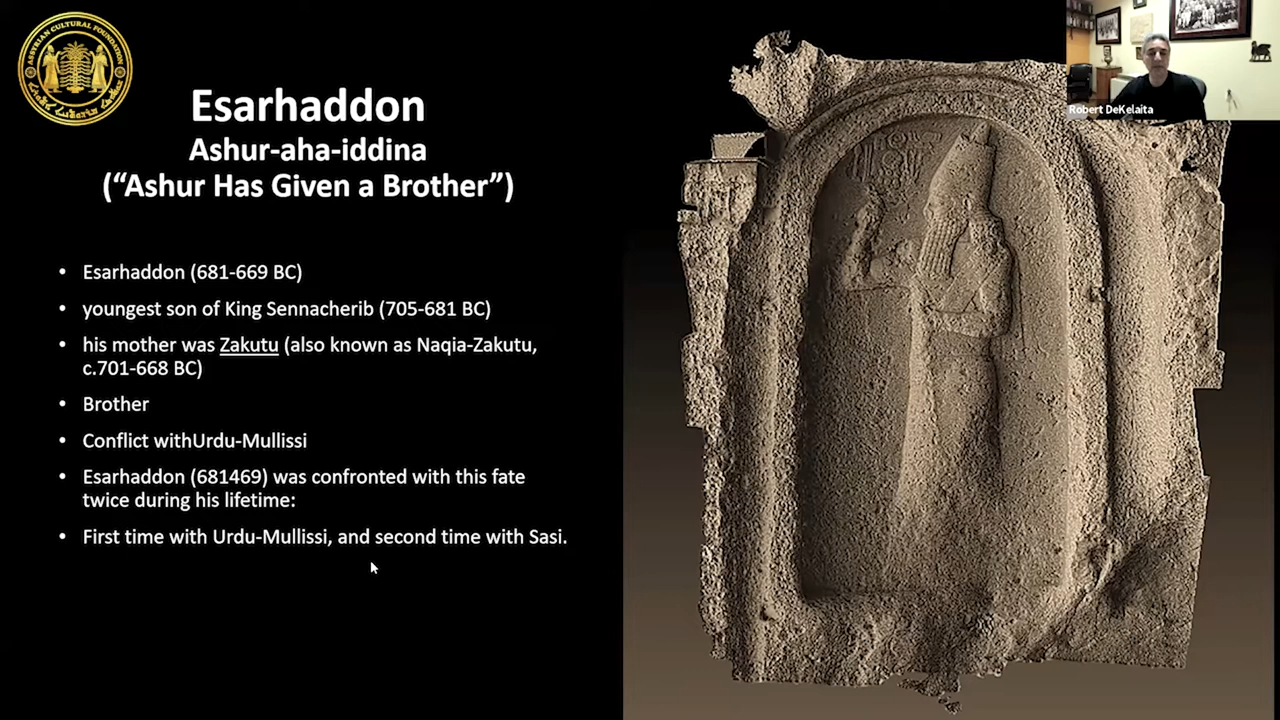 ASSYRIAN CULTURAL FOUNDATION
Esarhaddon
Ashur-aha-iddina
(“Ashur Has Given a Brother”)
• Esarhaddon (681-669 BC)
• youngest son of King Sennacherib (705-681 BC)
• his mother was Zakutu (also known as Naqia-Zakutu,
c.701-668 BC)
• Brother
• Conflict withUrdu-Mullissi
• Esarhaddon (681469) was confronted with this fate
twice during his lifetime:
• First time with Urdu-Mullissi, and second time with Sasi.
Robert DeKelaita